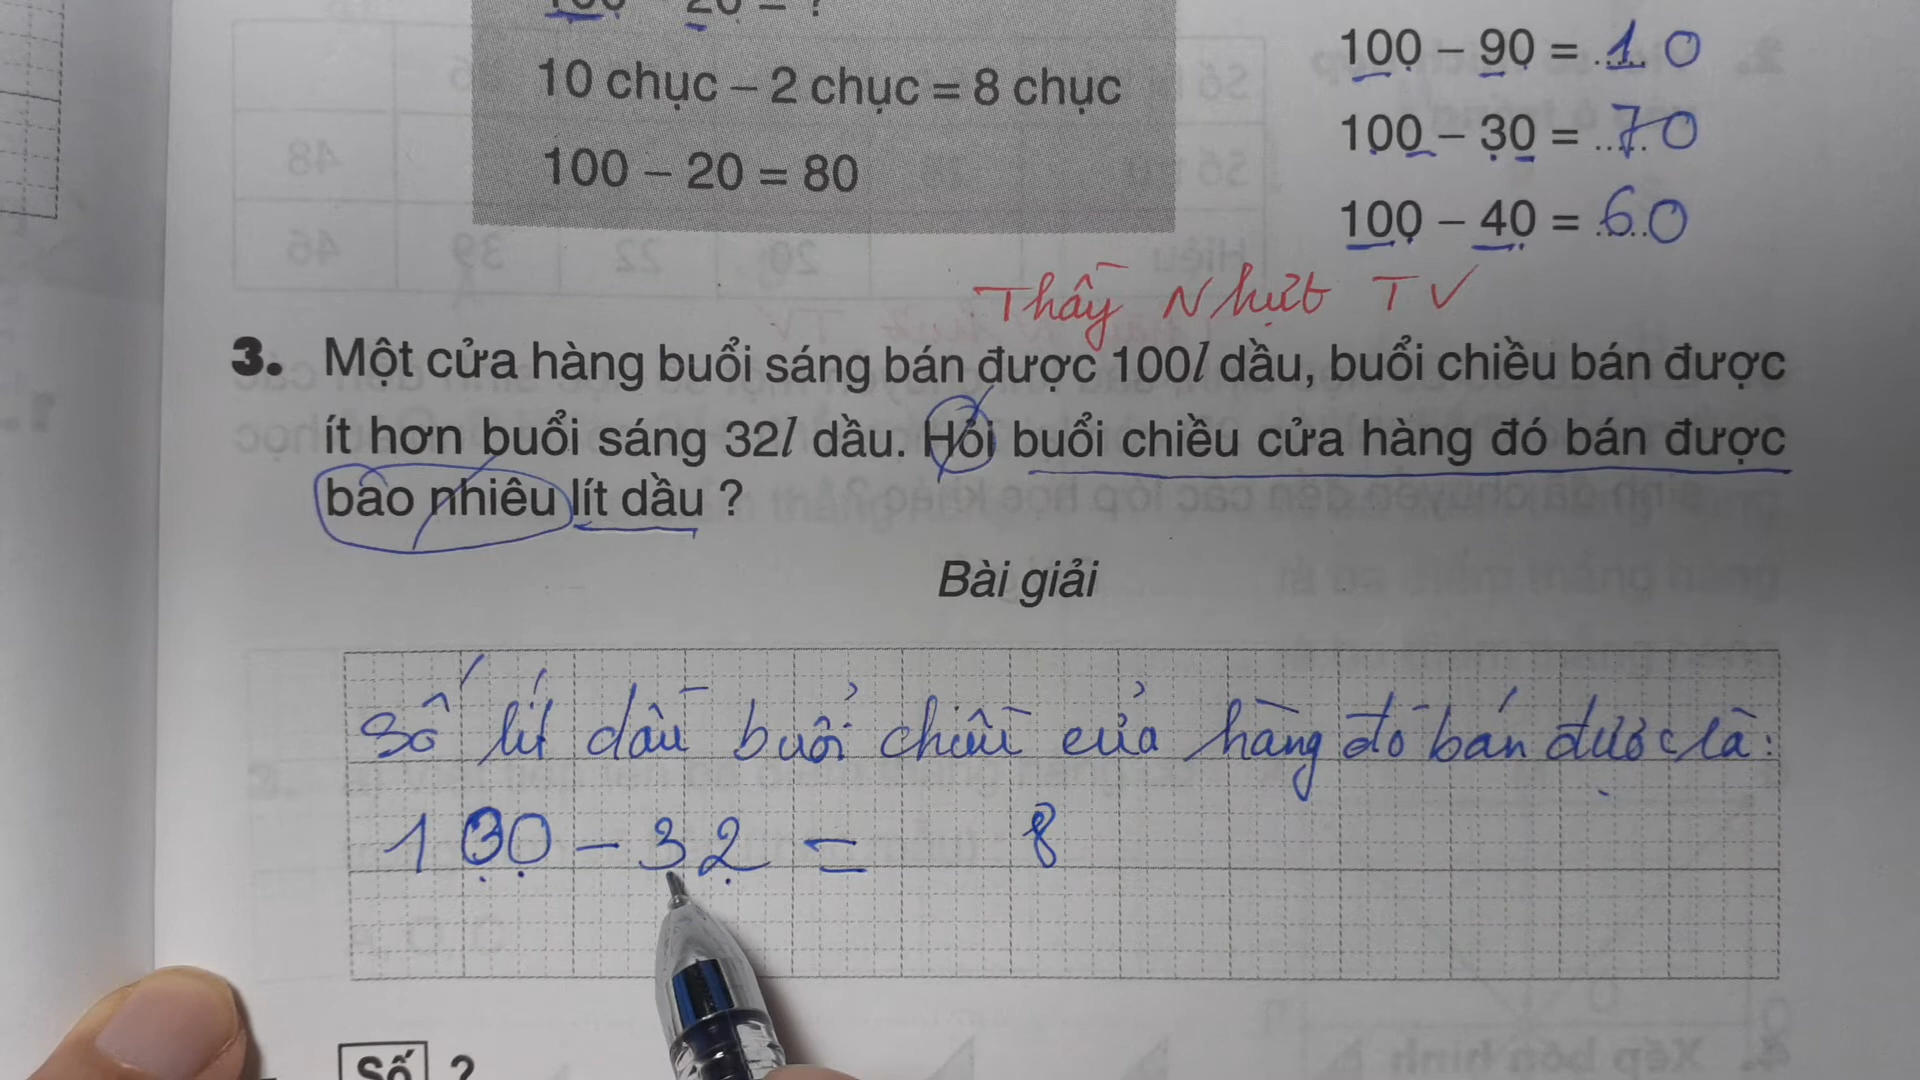 100 – 20 = ?
10 chục – 2 chục = 8 chục
100 – 20 = 80
100 – 90 = 10
100 – 30 = 70
100 – 40 = 60
Thầy Nhựt TV
3. Một cửa hàng buổi sáng bán được 100l dầu, buổi chiều bán được
ít hơn buổi sáng 32l dầu. Hỏi buổi chiều cửa hàng đó bán được
bao nhiêu lít dầu ?
Bài giải
Số lít dầu buổi chiều cửa hàng đó bán được là:
100 – 32 = 8
Số ?